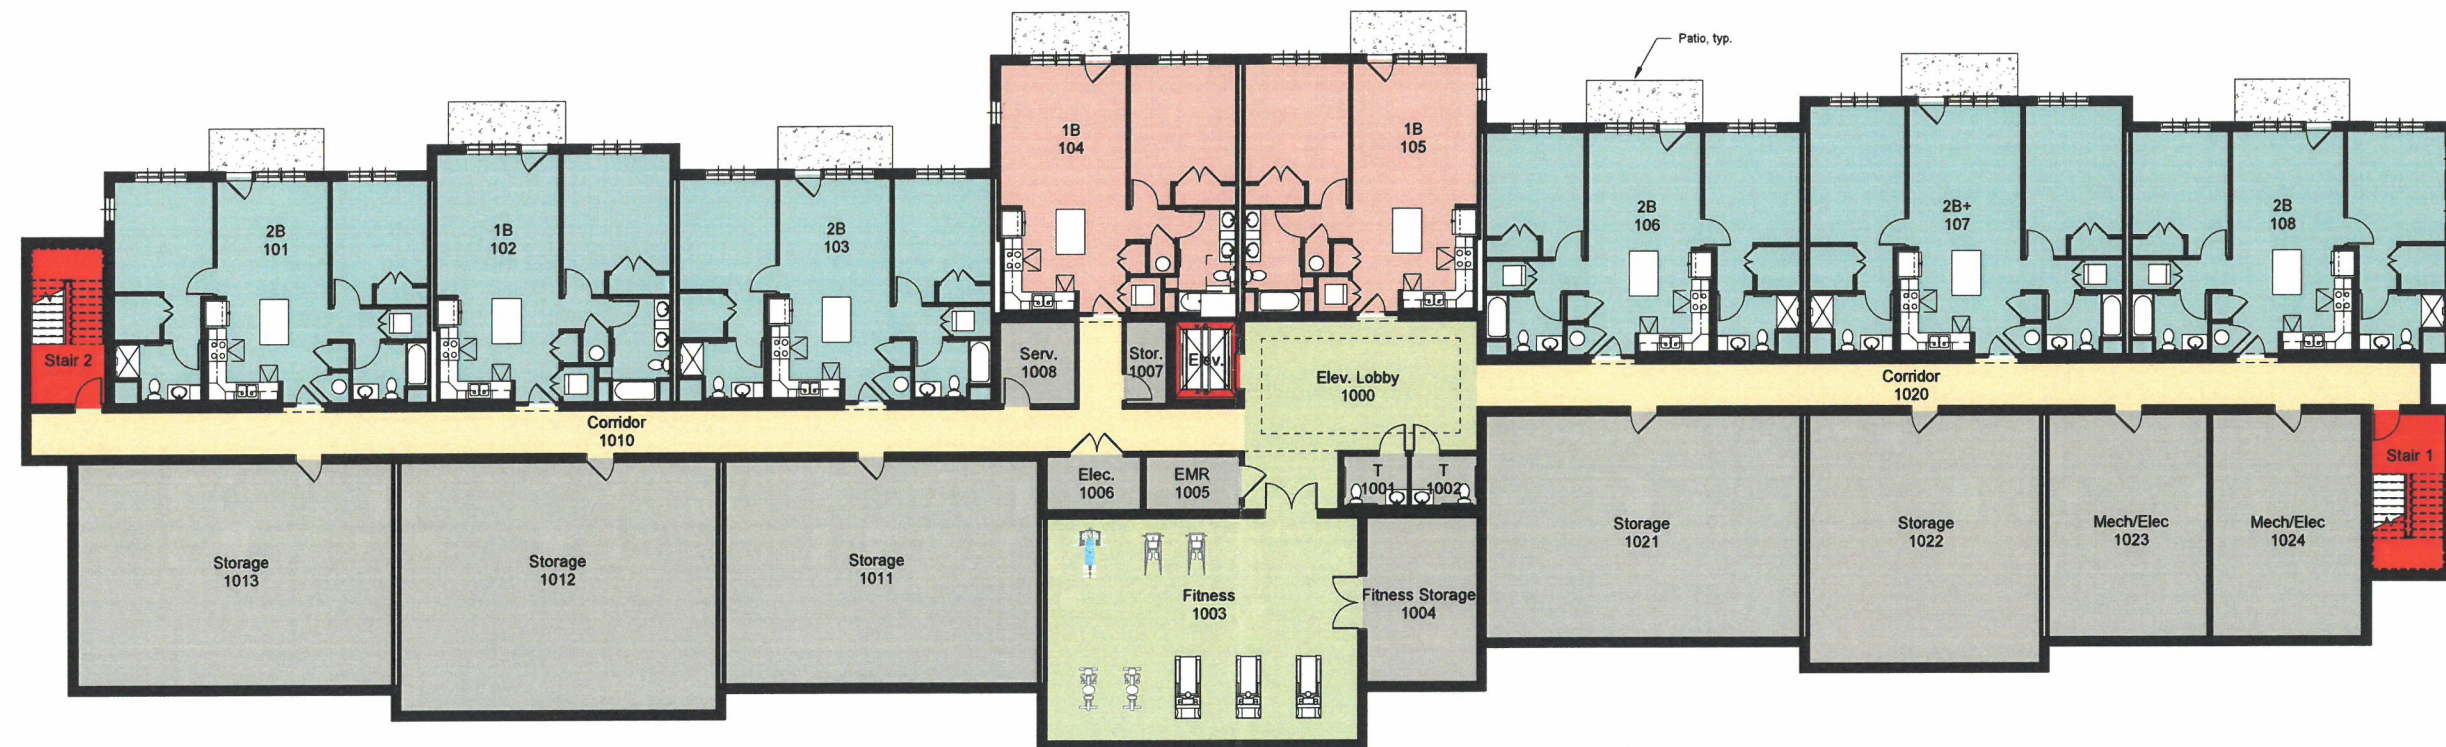 Patio, typ.
1B
104
1B
105
2B
101
1B
102
2B
103
2B
106
2B+
107
2B
108
Stair 2
Serv.
1008
Stor.
1007
Elev.
Elev. Lobby
1000
Corridor
1020
Corridor
1010
Elec.
1006
EMR
1005
T
1001
T
1002
Stair 1
Storage
1013
Storage
1012
Storage
1011
Fitness
1003
Fitness Storage
1004
Storage
1021
Storage
1022
Mech/Elec
1023
Mech/Elec
1024